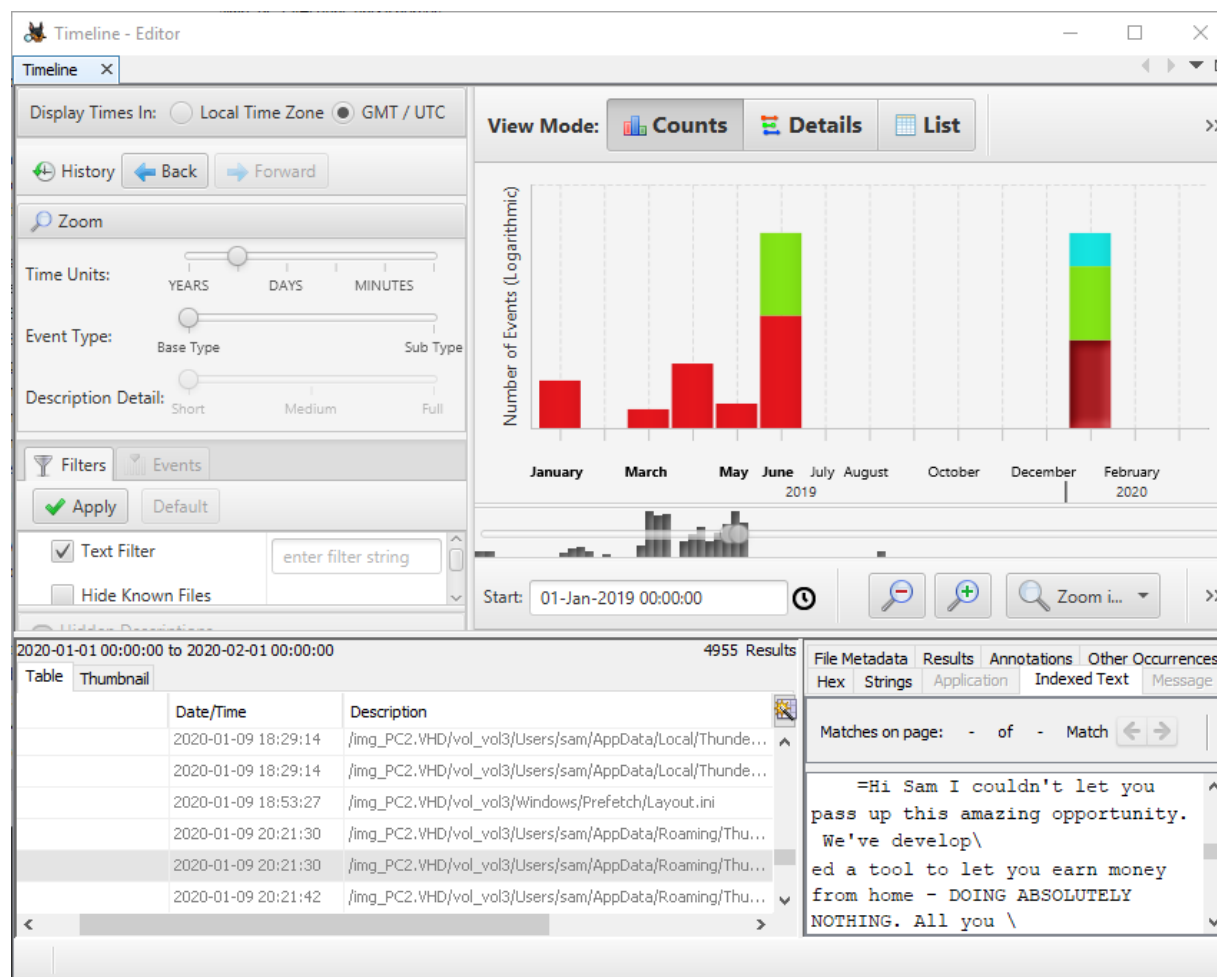 Timeline - Editor
Timeline
Display Times In: Local Time Zone GMT / UTC
History Back Forward
Zoom
Time Units:
YEARS DAYS MINUTES
Event Type:
Base Type Sub Type
Description Detail:
Short Medium Full
Filters Events
Apply Default
Text Filter enter filter string
Hide Known Files
Hidden Descriptions
View Mode: Counts Details List
Number of Events (Logarithmic)
January March May June July August October December February
2019 2020
Start: 01-Jan-2019 00:00:00 Zoom i...
2020-01-01 00:00:00 to 2020-02-01 00:00:00 4955 Results
Table Thumbnail
Date/Time Description
2020-01-09 18:29:14 /img_PC2.VHD/vol_vol3/Users/sam/AppData/Local/Thunde...
2020-01-09 18:29:14 /img_PC2.VHD/vol_vol3/Users/sam/AppData/Local/Thunde...
2020-01-09 18:53:27 /img_PC2.VHD/vol_vol3/Windows/Prefetch/Layout.ini
2020-01-09 20:21:30 /img_PC2.VHD/vol_vol3/Users/sam/AppData/Roaming/Thu...
2020-01-09 20:21:30 /img_PC2.VHD/vol_vol3/Users/sam/AppData/Roaming/Thu...
2020-01-09 20:21:42 /img_PC2.VHD/vol_vol3/Users/sam/AppData/Roaming/Thu...
File Metadata Results Annotations Other Occurrences
Hex Strings Application Indexed Text Message
Matches on page: - of - Match
=Hi Sam I couldn't let you
pass up this amazing opportunity.
We've develop\
ed a tool to let you earn money
from home - DOING ABSOLUTELY
NOTHING. All you \